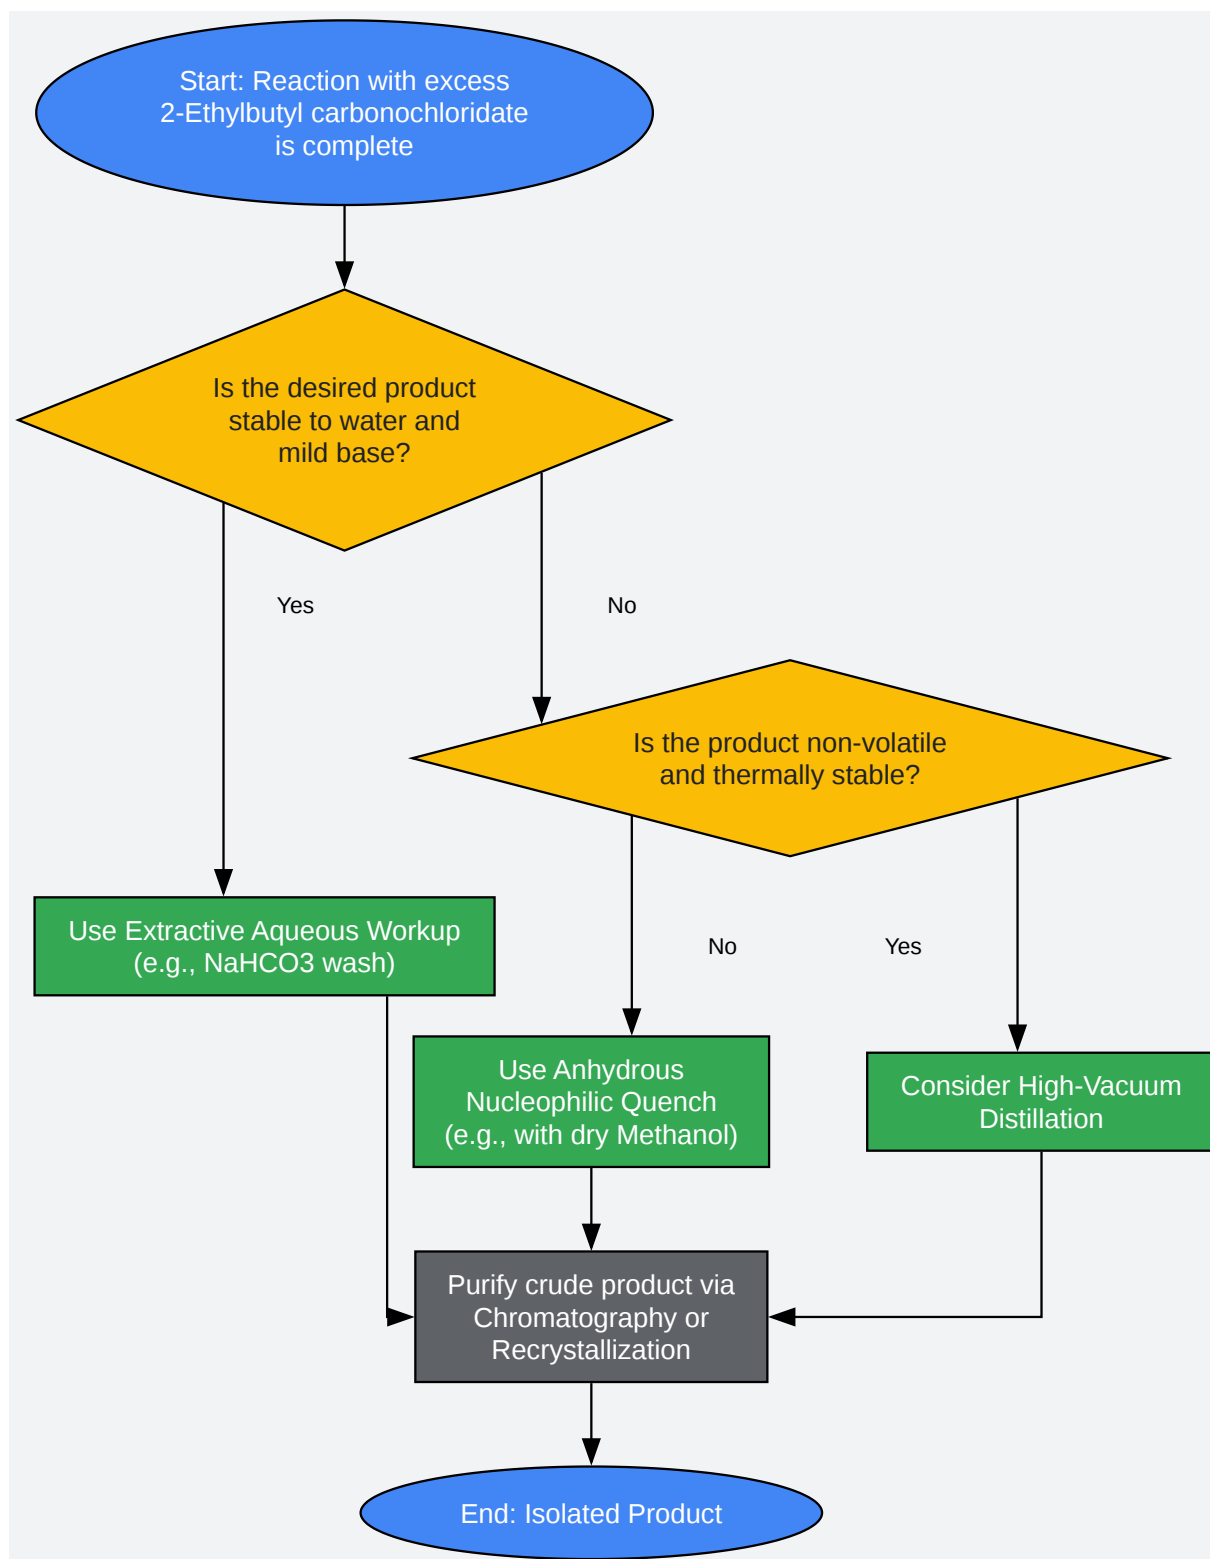 Start: Reaction with excess
2-Ethylbutyl carbonochloridate
is complete
Is the desired product
stable to water and
mild base?
Yes
No
Is the product non-volatile
and thermally stable?
Use Extractive Aqueous Workup
(e.g., NaHCO3 wash)
No
Yes
Use Anhydrous
Nucleophilic Quench
(e.g., with dry Methanol)
Consider High-Vacuum
Distillation
Purify crude product via
Chromatography or
Recrystallization
End: Isolated Product